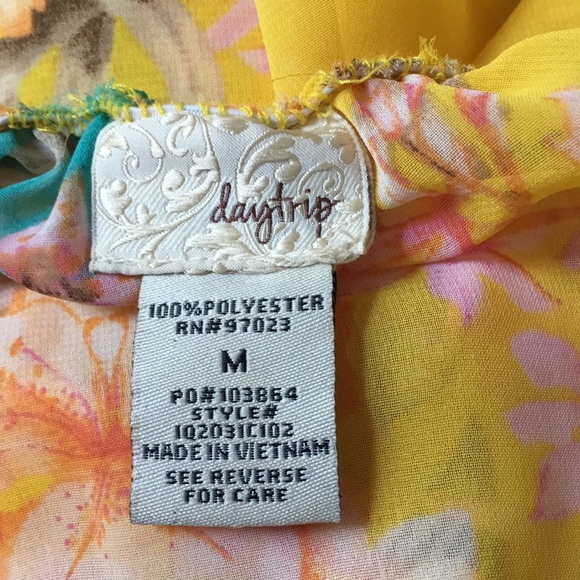 daytrip
100%POLYESTER
RN#97023
M
PO#103864
STYLE#
1Q2031C102
MADE IN VIETNAM
SEE REVERSE
FOR CARE